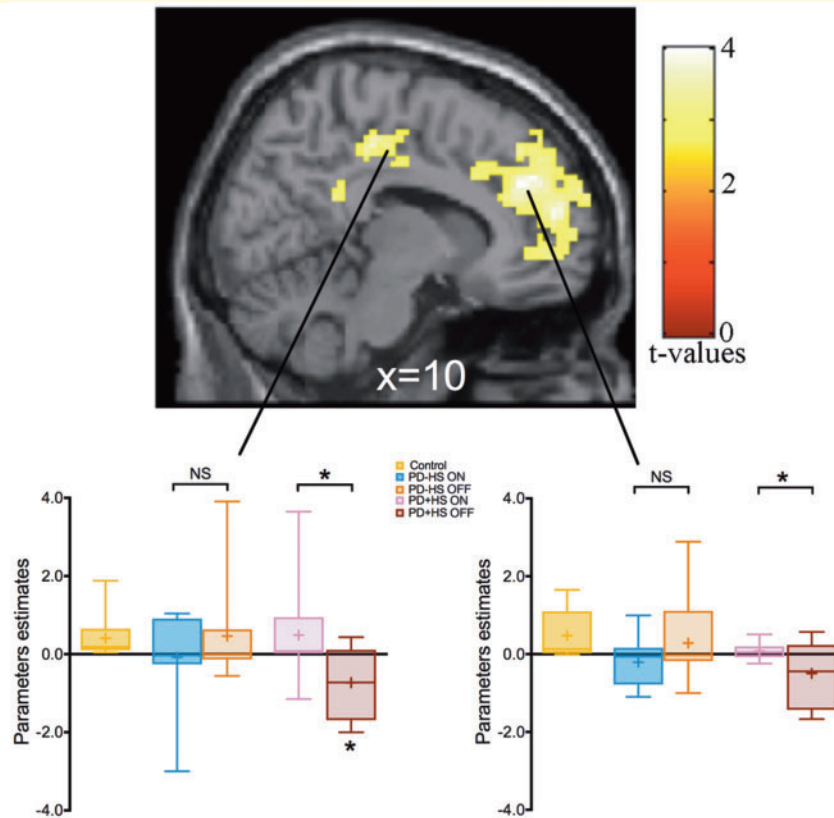 4
2
0
t-values
x=10
NS
*
Control
PD-HS ON
PD-HS OFF
PD+HS ON
PD+HS OFF
NS
*
4.0
2.0
0.0
-2.0
-4.0
Parameters estimates
*
4.0
2.0
0.0
-2.0
-4.0
Parameters estimates